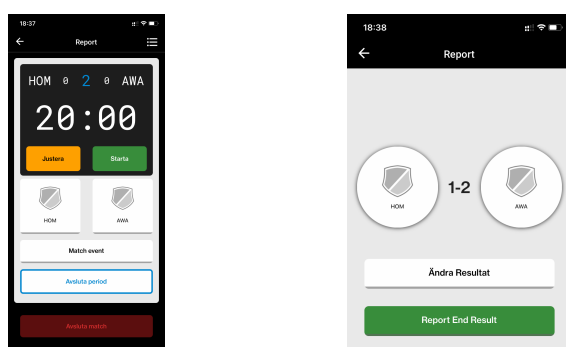 18:37
Report
HOM 0 2 0 AWA
20:00
Justera Starta
HOM AWA
Match event
Avsluta period
Avsluta match
18:38
Report
1-2
HOM AWA
Ändra Resultat
Report End Result